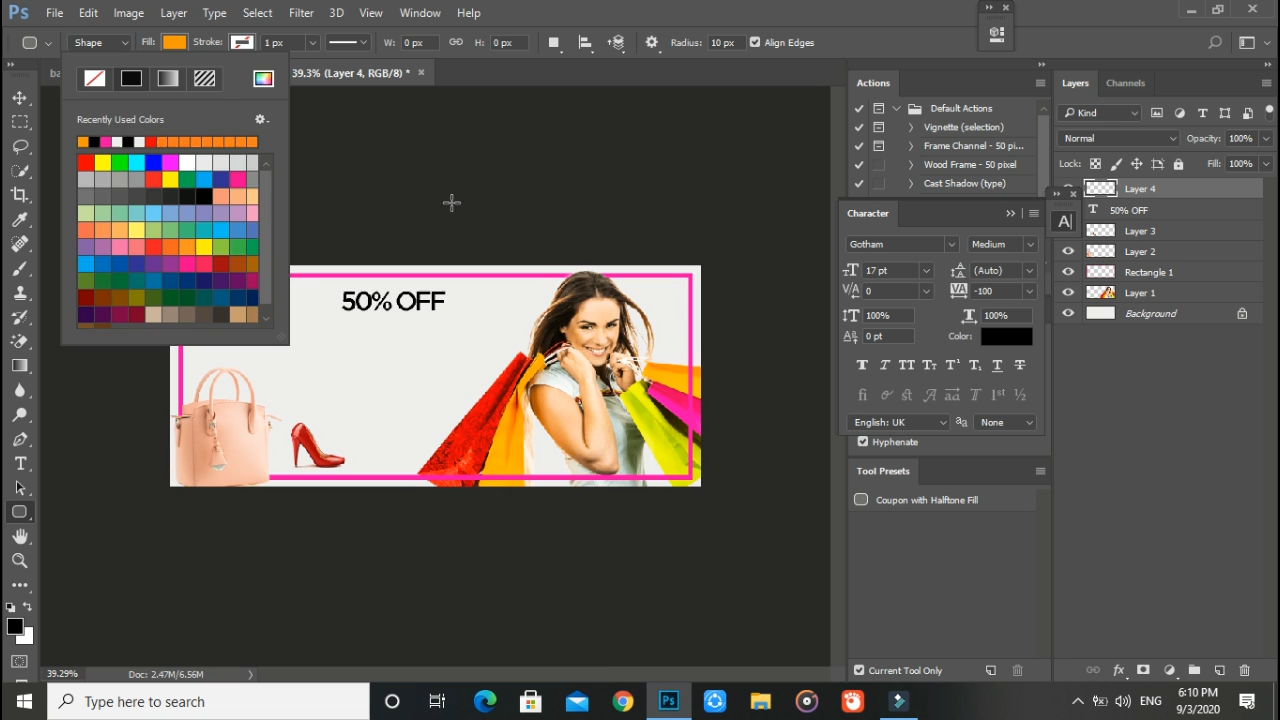 Ps File Edit Image Layer Type Select Filter 3D View Window Help
Shape Fill: Stroke: 1 px W: 0 px H: 0 px Radius: 10 px Align Edges
39.3% (Layer 4, RGB/8) *
Recently Used Colors
50% OFF
Actions
Default Actions
Vignette (selection)
Frame Channel - 50 pi...
Wood Frame - 50 pixel
Cast Shadow (type)
Character
Gotham Medium
17 pt (Auto)
0 -100
100% 100%
0 pt Color:
English: UK None
Hyphenate
Tool Presets
Coupon with Halftone Fill
Current Tool Only
Layers Channels
Kind
Normal Opacity: 100%
Lock: Fill: 100%
Layer 4
50% OFF
Layer 3
Layer 2
Rectangle 1
Layer 1
Background
39.29% Doc: 2.47M/6.56M
Type here to search
Ps
ENG
6:10 PM
9/3/2020